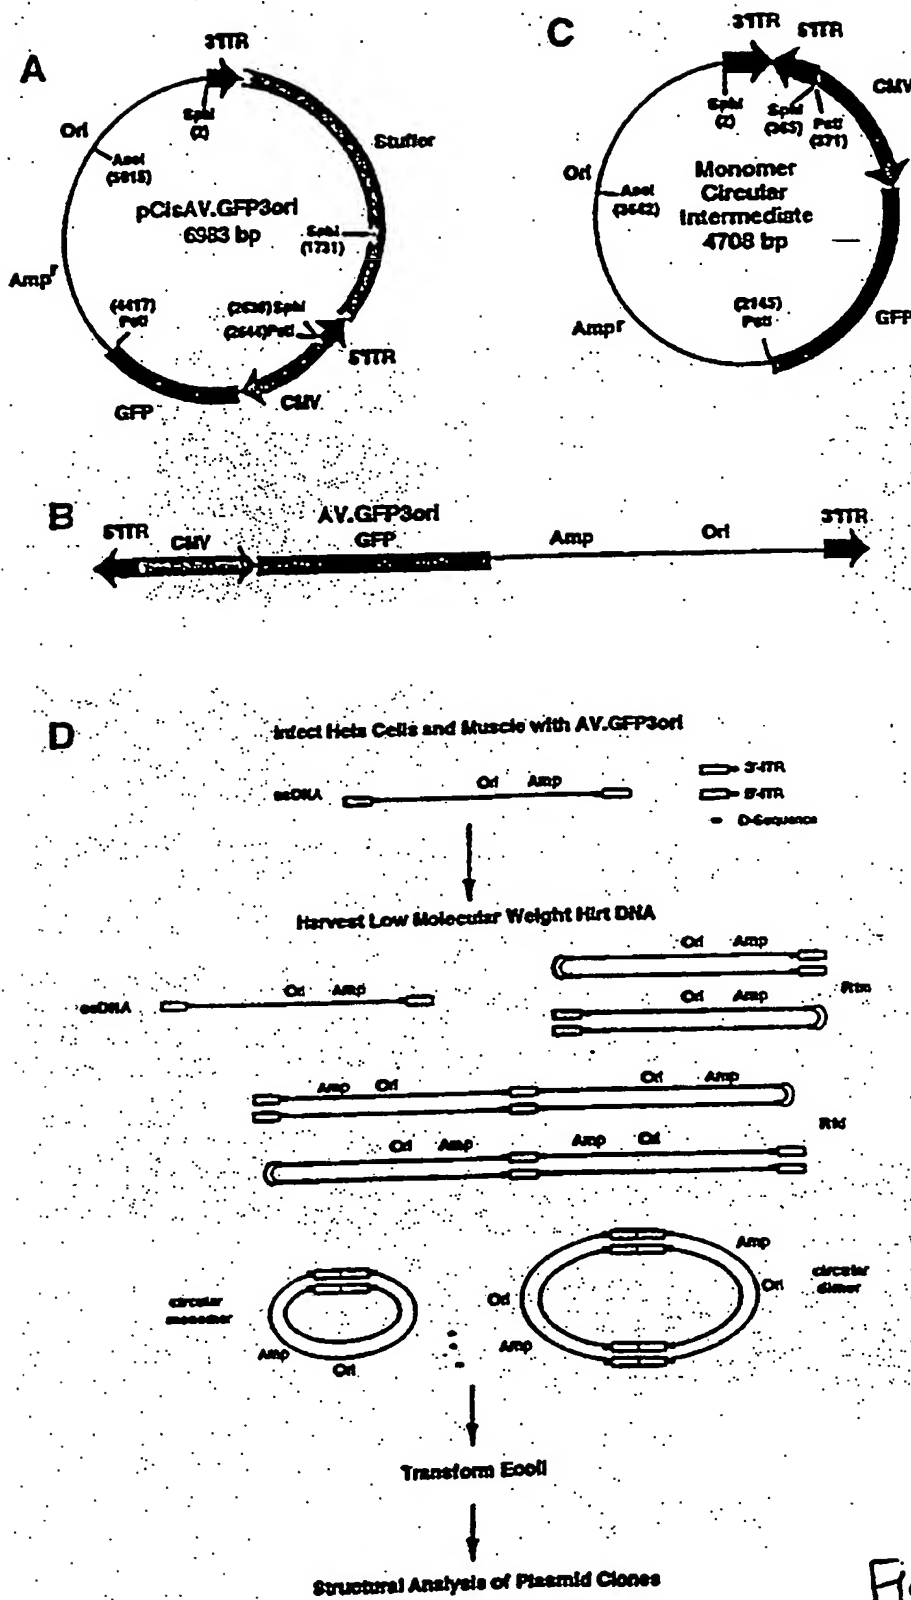 A
3'ITR
SphI
(2)
Ori
AseI
(5915)
Stuffer
pCisAV.GFP3ori
6983 bp
SphI
(1731)
Amp^r
(4417)
PstI
SphI
(2644)PstI
5'ITR
GFP
CMV
C
3'ITR
5'ITR
SphI
(2)
SphI
(365)
PstI
(371)
CMV
Ori
AseI
(3642)
Monomer
Circular
Intermediate
4708 bp
(2145)
PstI
Amp^r
GFP
B
AV.GFP3ori
5'ITR
CMV
GFP
Amp
Ori
3'ITR
D
Infect Hela Cells and Muscle with AV.GFP3ori
ssDNA
Ori Amp
3'-ITR
5'-ITR
D-Sequence
Harvest Low Molecular Weight Hirt DNA
ssDNA
Ori Amp
Ori Amp
Ori Amp
Rfm
Amp Ori
Ori Amp
Rfd
Ori Amp
Amp Ori
circular
monomer
Amp
Ori
Amp
Ori
Ori
Amp
circular
dimer
Transform Ecoli
Structural Analysis of Plasmid Clones